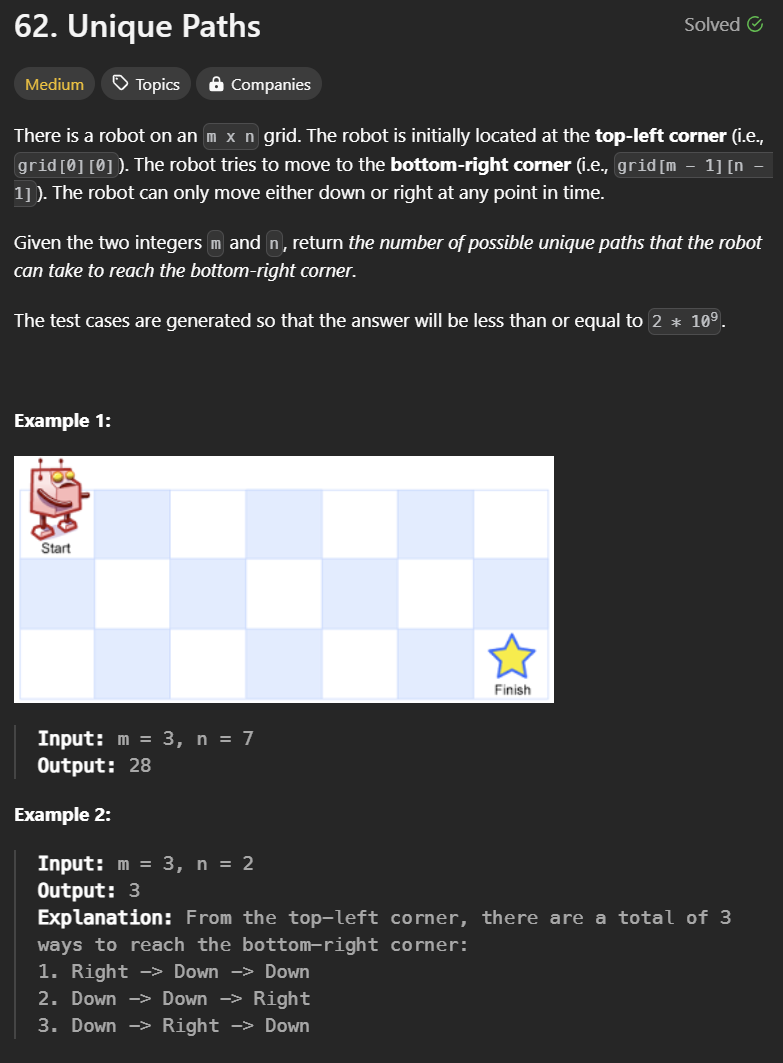 62. Unique Paths
Solved
Medium
Topics
Companies
There is a robot on an m x n grid. The robot is initially located at the top-left corner (i.e.,
grid[0][0]). The robot tries to move to the bottom-right corner (i.e., grid[m - 1][n -
1]). The robot can only move either down or right at any point in time.
Given the two integers m and n, return the number of possible unique paths that the robot
can take to reach the bottom-right corner.
The test cases are generated so that the answer will be less than or equal to 2 * 10⁹.
Example 1:
Start
Finish
Input: m = 3, n = 7
Output: 28
Example 2:
Input: m = 3, n = 2
Output: 3
Explanation: From the top-left corner, there are a total of 3
ways to reach the bottom-right corner:
1. Right -> Down -> Down
2. Down -> Down -> Right
3. Down -> Right -> Down